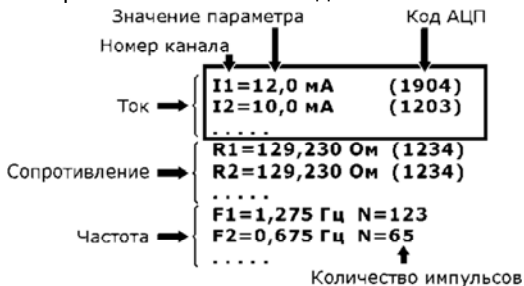 Значение параметра Код АЦП
Номер канала
I1=12,0 мА (1904)
Ток I2=10,0 мА (1203)
.....
R1=129,230 Ом (1234)
Сопротивление R2=129,230 Ом (1234)
.....
F1=1,275 Гц N=123
Частота F2=0,675 Гц N=65
.....
Количество импульсов